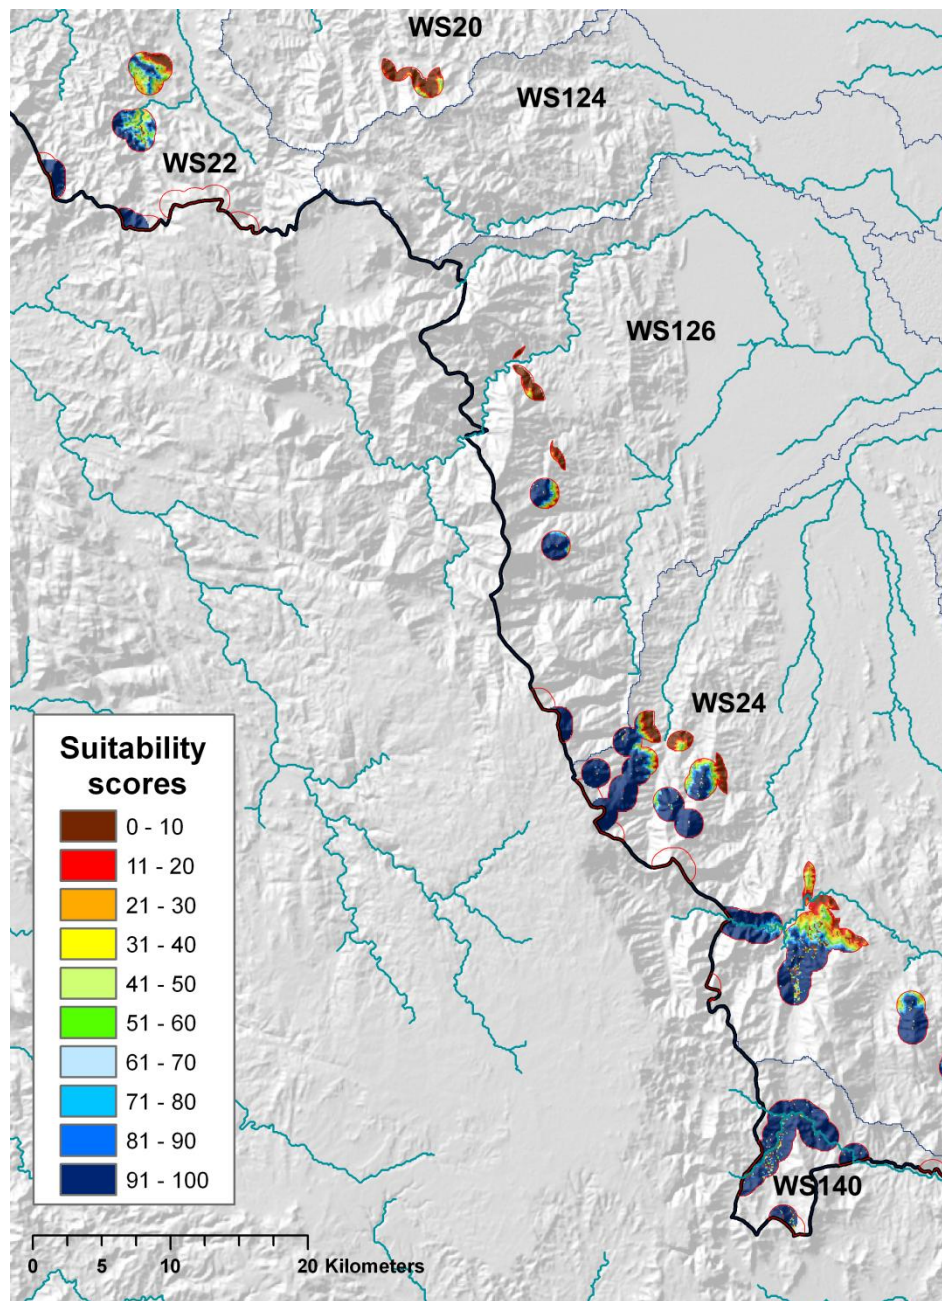 WS20
WS124
WS22
WS126
WS24
Suitability
scores
0 - 10
11 - 20
21 - 30
31 - 40
41 - 50
51 - 60
61 - 70
71 - 80
81 - 90
91 - 100
WS140
0 5 10 20 Kilometers